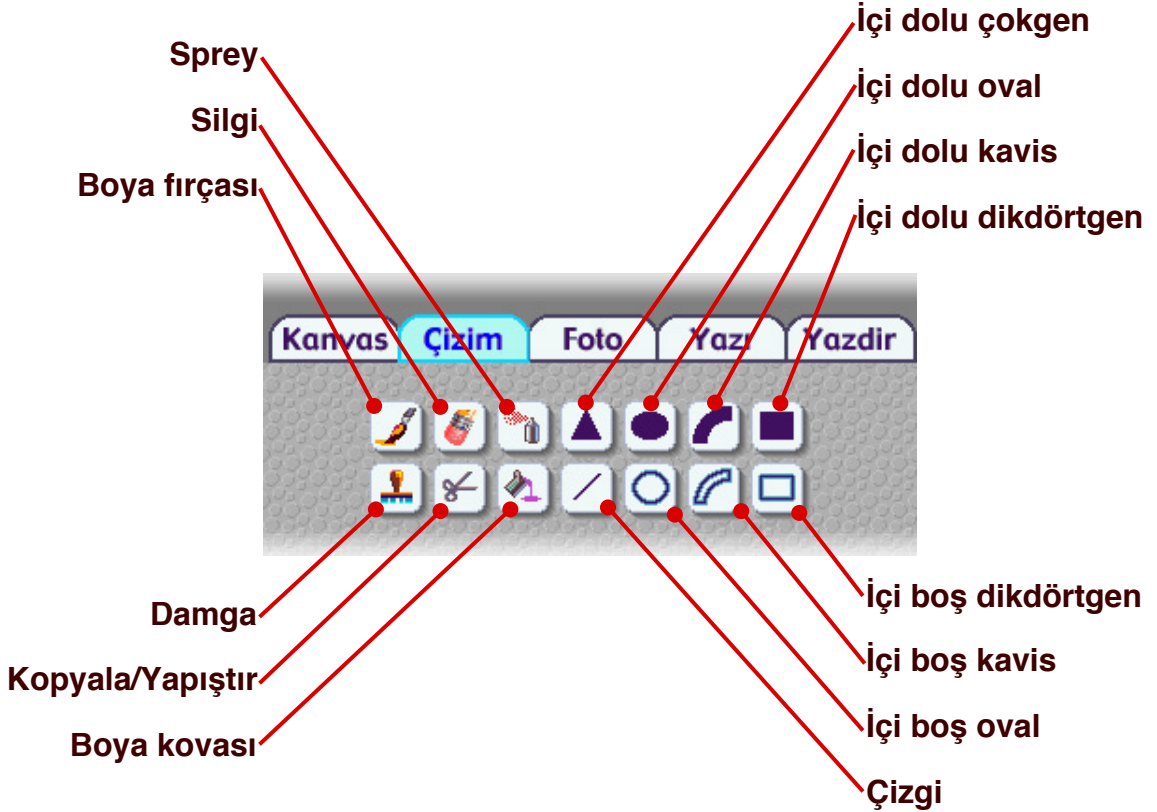 İçi dolu çokgen
Sprey
İçi dolu oval
Silgi
İçi dolu kavis
Boya fırçası
İçi dolu dikdörtgen
Kanvas Çizim Foto Yazı Yazdir
Damga
İçi boş dikdörtgen
Kopyala/Yapıştır
İçi boş kavis
Boya kovası
İçi boş oval
Çizgi